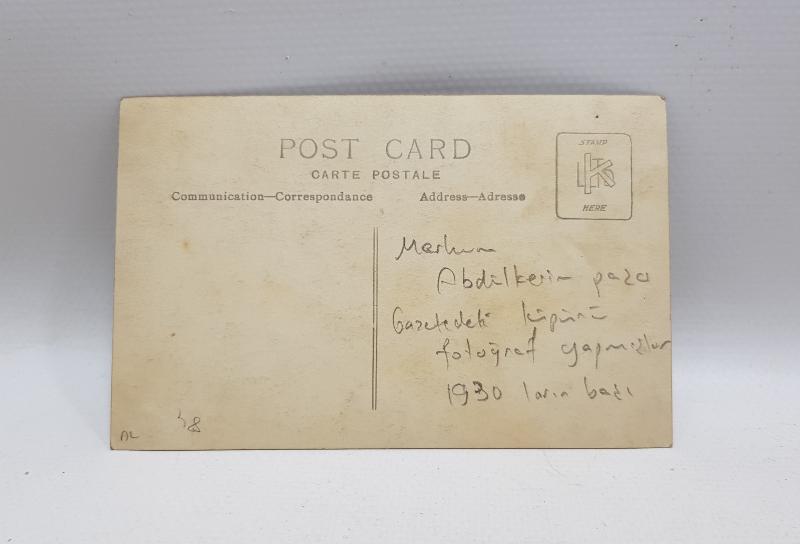 POST CARD
CARTE POSTALE
Communication—Correspondance
Address—Adresse
STAMP
HERE
Merhum
Abdülkerim paşa
Gazetedeki küpürü
fotoğraf yapmışlar
1930 ların başı